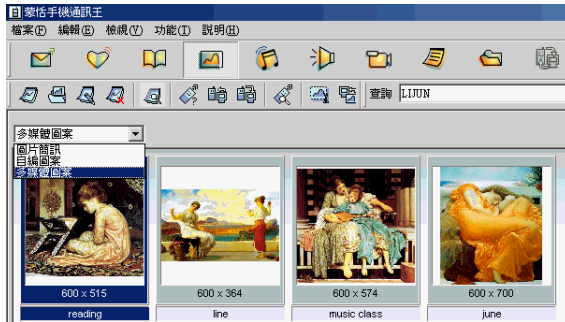 蒙恬手機通訊王
檔案(F) 編輯(E) 檢視(V) 功能(I) 説明(H)
查詢 LIJUN
多媒體圖案
圖片簡訊
自編圖案
多媒體圖案
600 x 515 600 x 364 600 x 574 600 x 700
reading line music class june